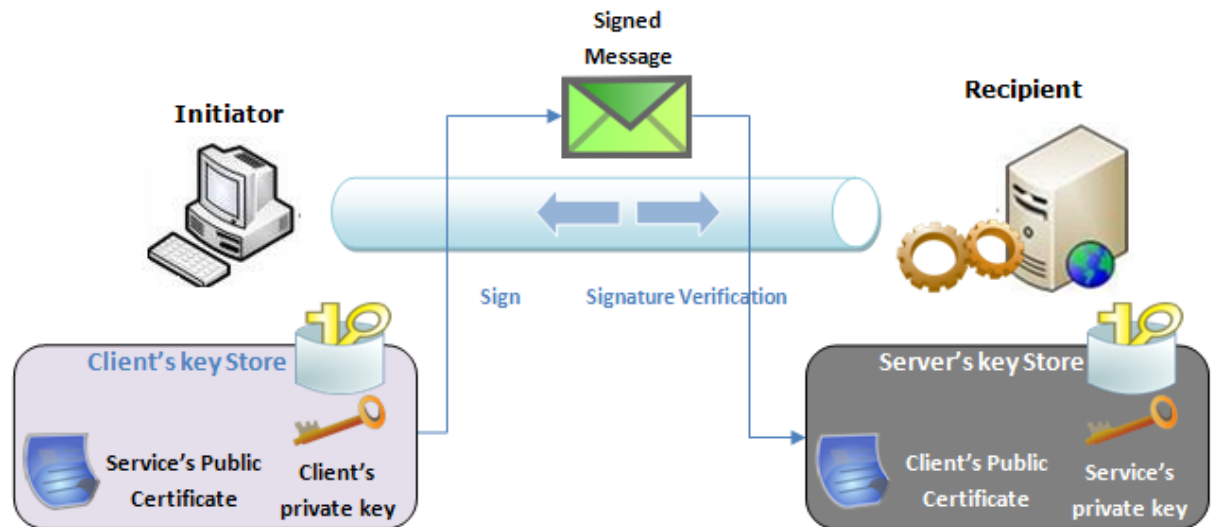 Signed
Message
Initiator
Recipient
Sign
Signature Verification
Client's key Store
Service's Public
Certificate
Client's
private key
Server's key Store
Client's Public
Certificate
Service's
private key